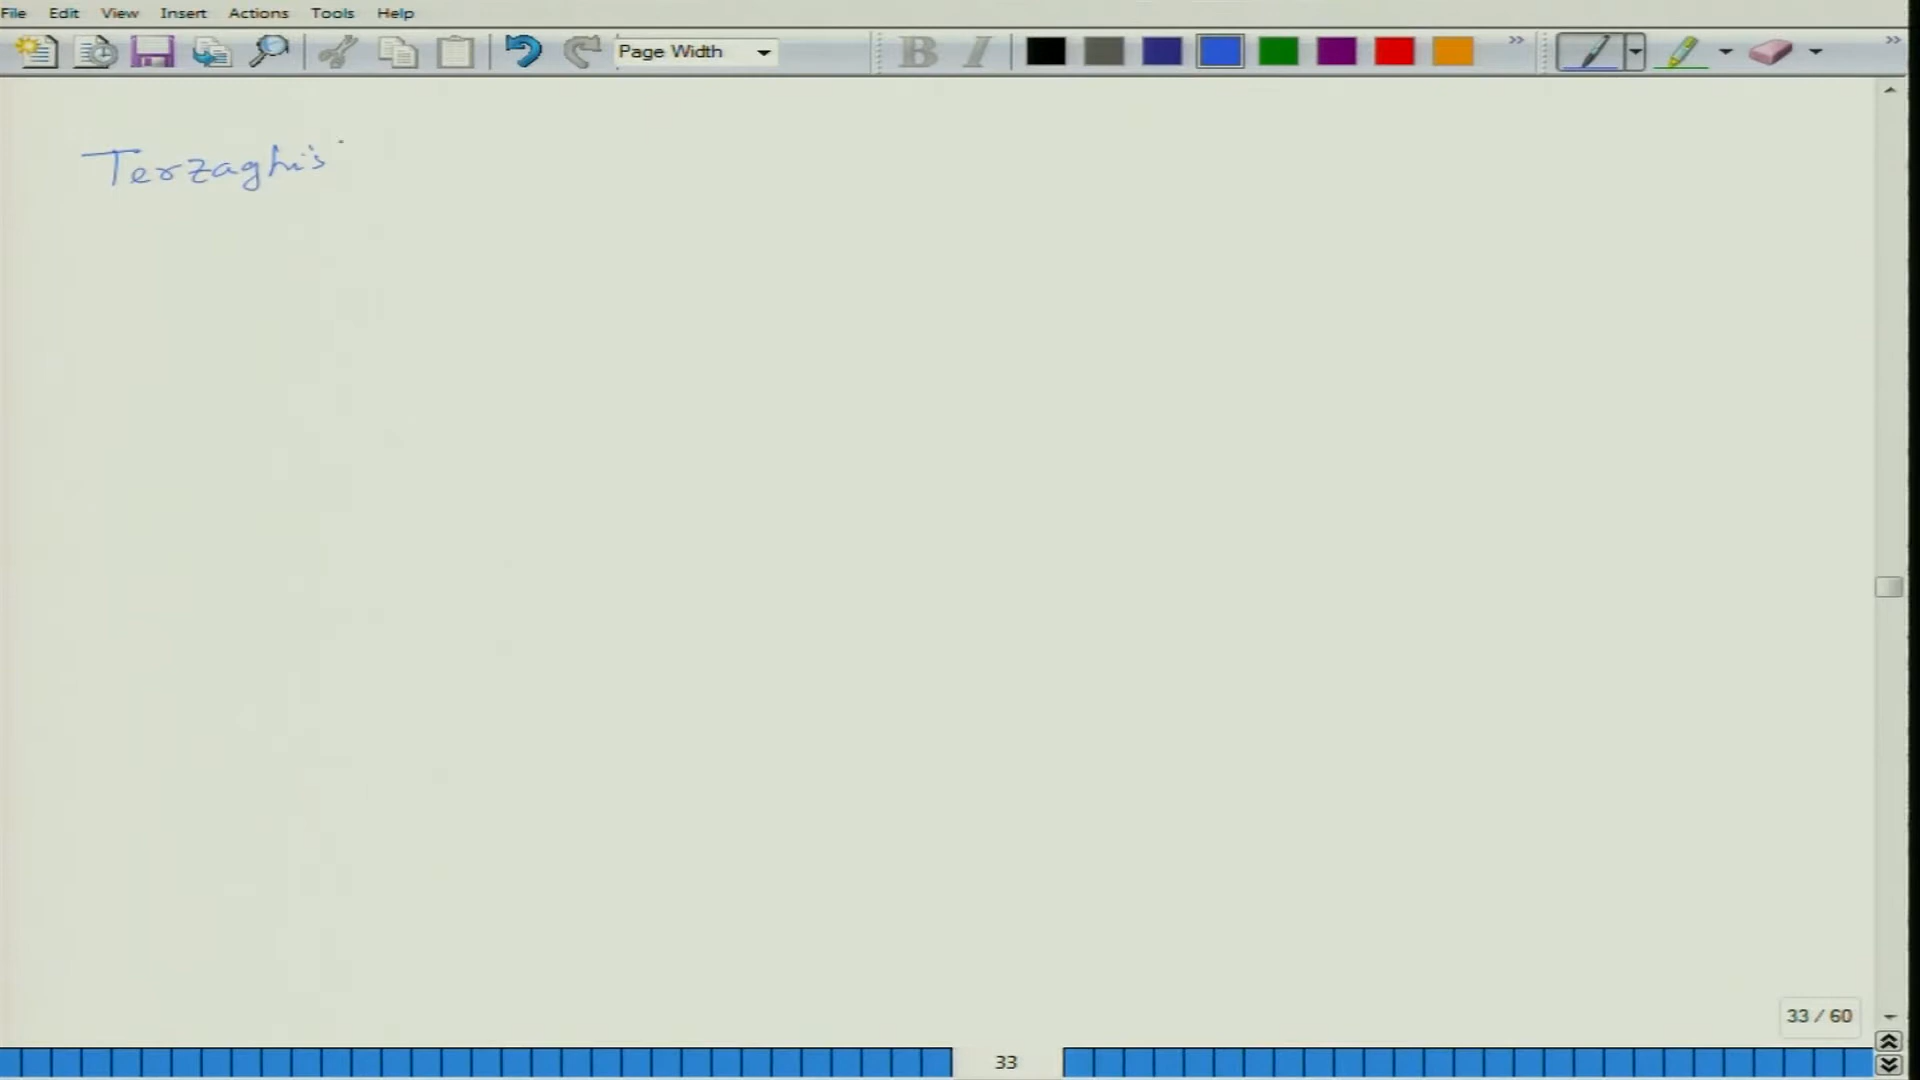 File Edit View Insert Actions Tools Help
Page Width B I
Terzaghi's
33 / 60
33